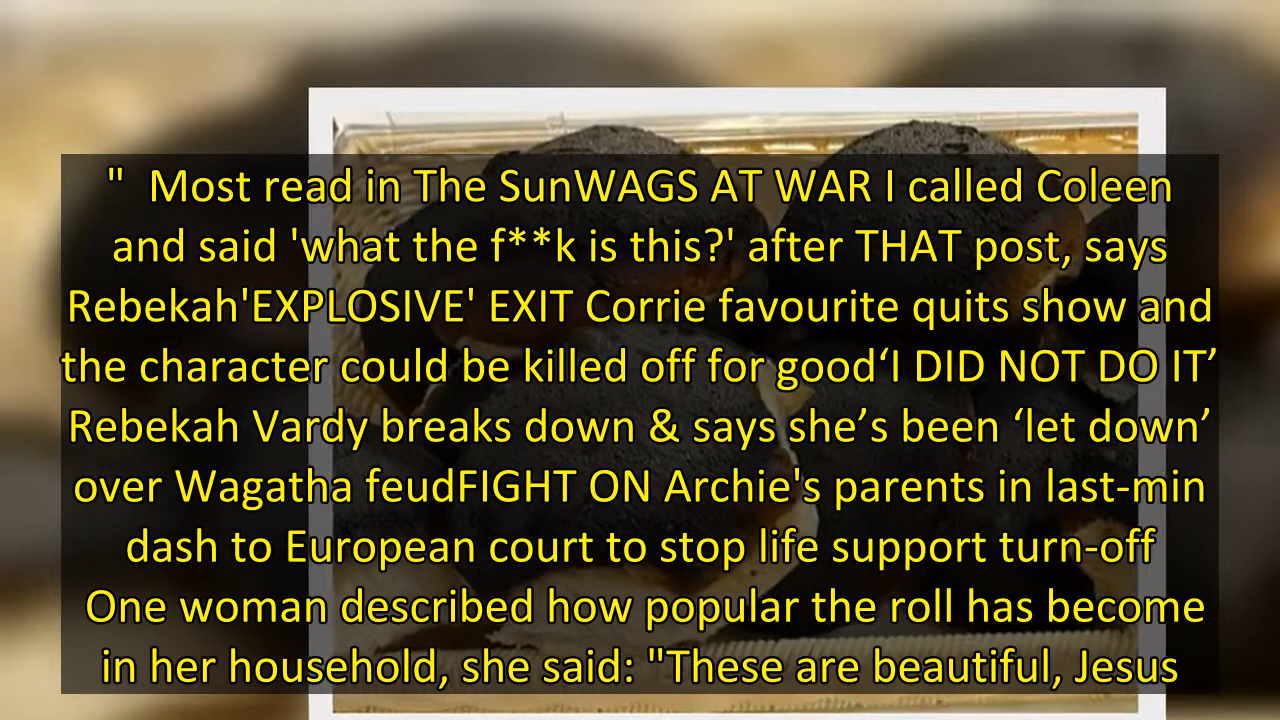 "  Most read in The SunWAGS AT WAR I called Coleen
and said 'what the f**k is this?' after THAT post, says
Rebekah'EXPLOSIVE' EXIT Corrie favourite quits show and
the character could be killed off for good‘I DID NOT DO IT’
Rebekah Vardy breaks down & says she’s been ‘let down’
over Wagatha feudFIGHT ON Archie's parents in last-min
dash to European court to stop life support turn-off
One woman described how popular the roll has become
in her household, she said: "These are beautiful, Jesus